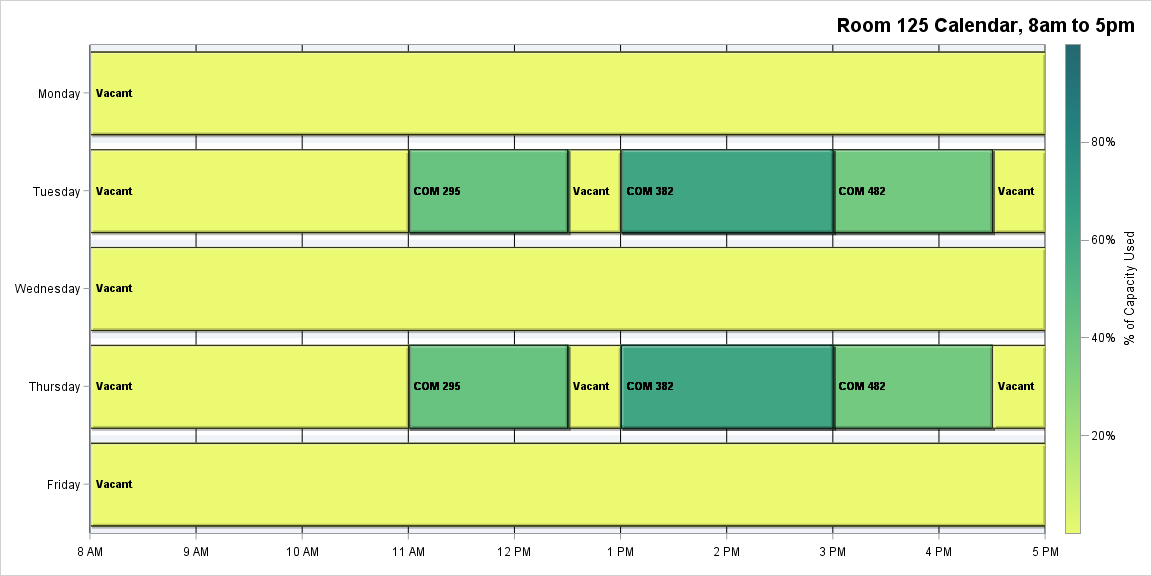 Room 125 Calendar, 8am to 5pm
Monday
Vacant
Tuesday
Vacant
COM 295
Vacant
COM 382
COM 482
Vacant
Wednesday
Vacant
Thursday
Vacant
COM 295
Vacant
COM 382
COM 482
Vacant
Friday
Vacant
8 AM
9 AM
10 AM
11 AM
12 PM
1 PM
2 PM
3 PM
4 PM
5 PM
80%
60%
40%
20%
% of Capacity Used